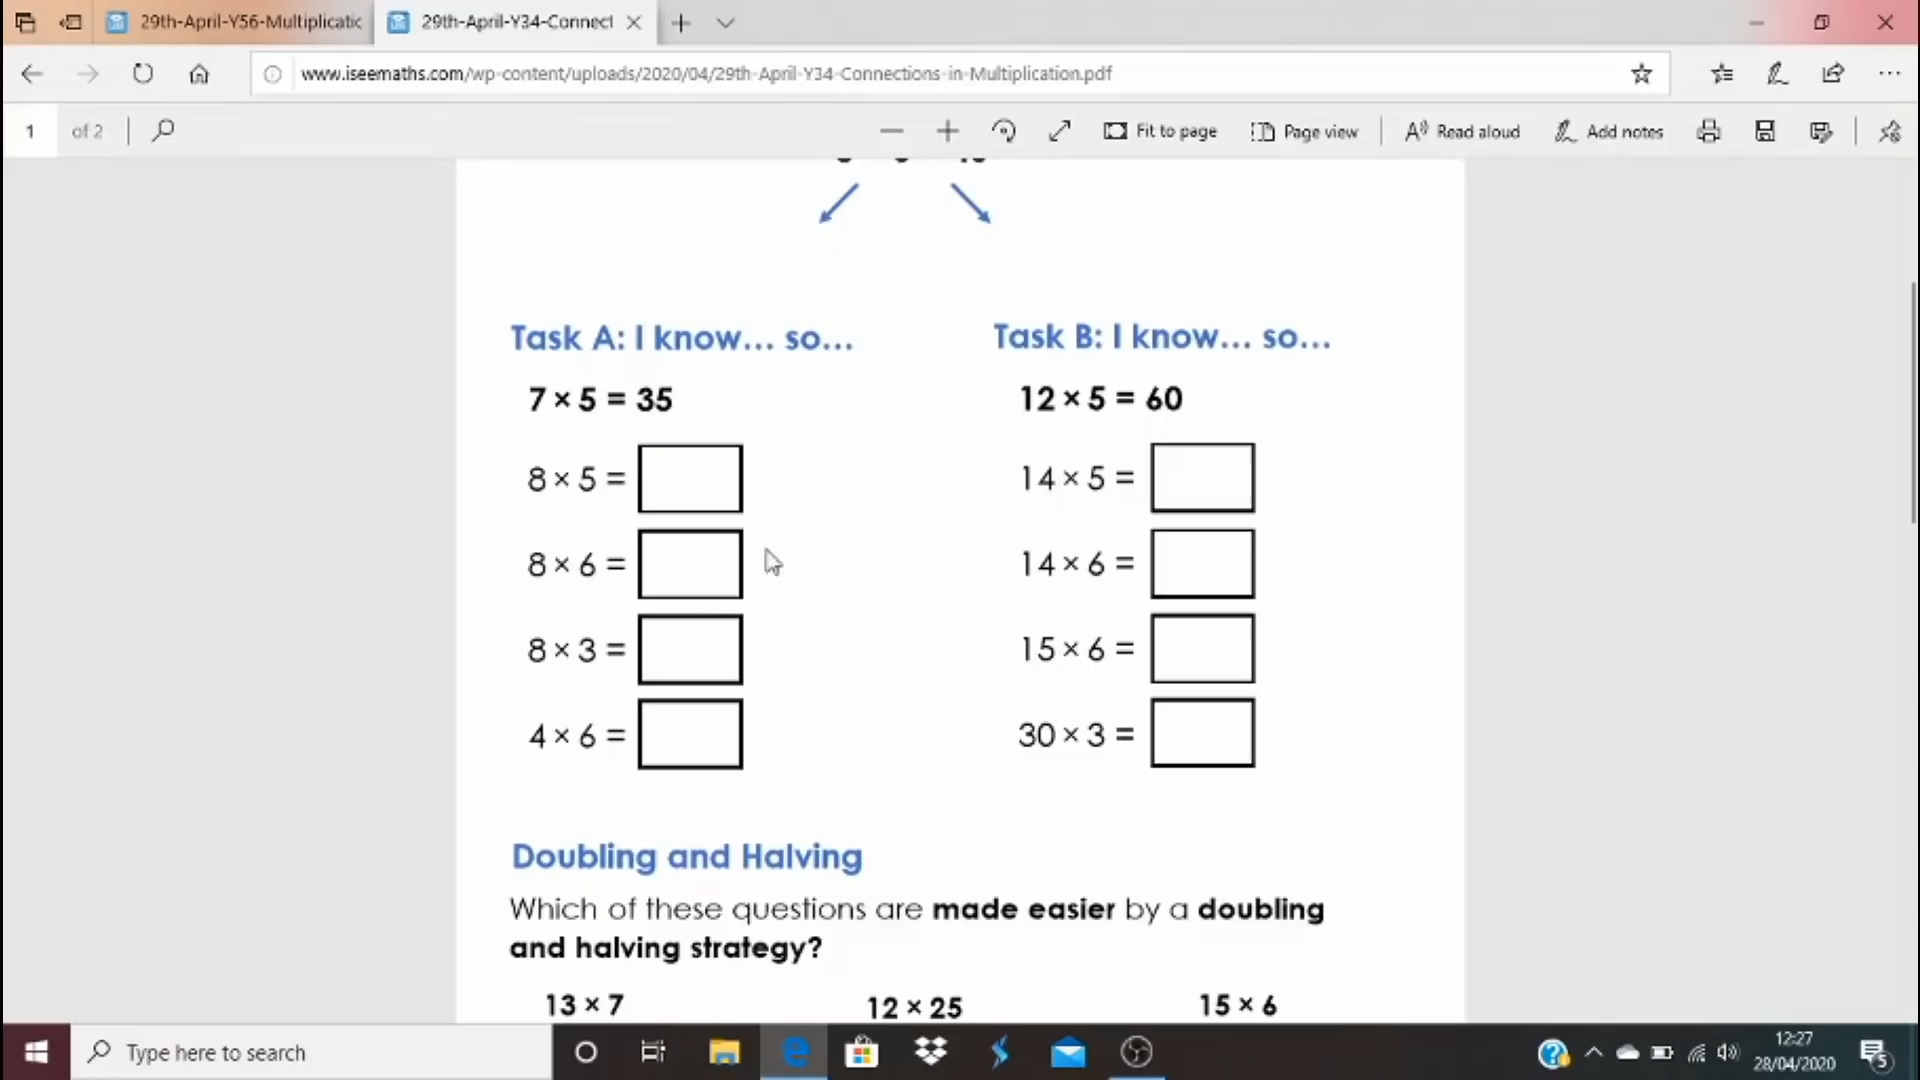 29th-April-Y56-Multiplicatic
29th-April-Y34-Connect
www.iseemaths.com/wp-content/uploads/2020/04/29th-April-Y34-Connections-in-Multiplication.pdf
1 of 2
Fit to page
Page view
Read aloud
Add notes
Task A: I know... so...
7 × 5 = 35
8 × 5 =
8 × 6 =
8 × 3 =
4 × 6 =
Task B: I know... so...
12 × 5 = 60
14 × 5 =
14 × 6 =
15 × 6 =
30 × 3 =
Doubling and Halving
Which of these questions are made easier by a doubling
and halving strategy?
13 × 7 12 × 25 15 × 6
Type here to search
12:27
28/04/2020
5